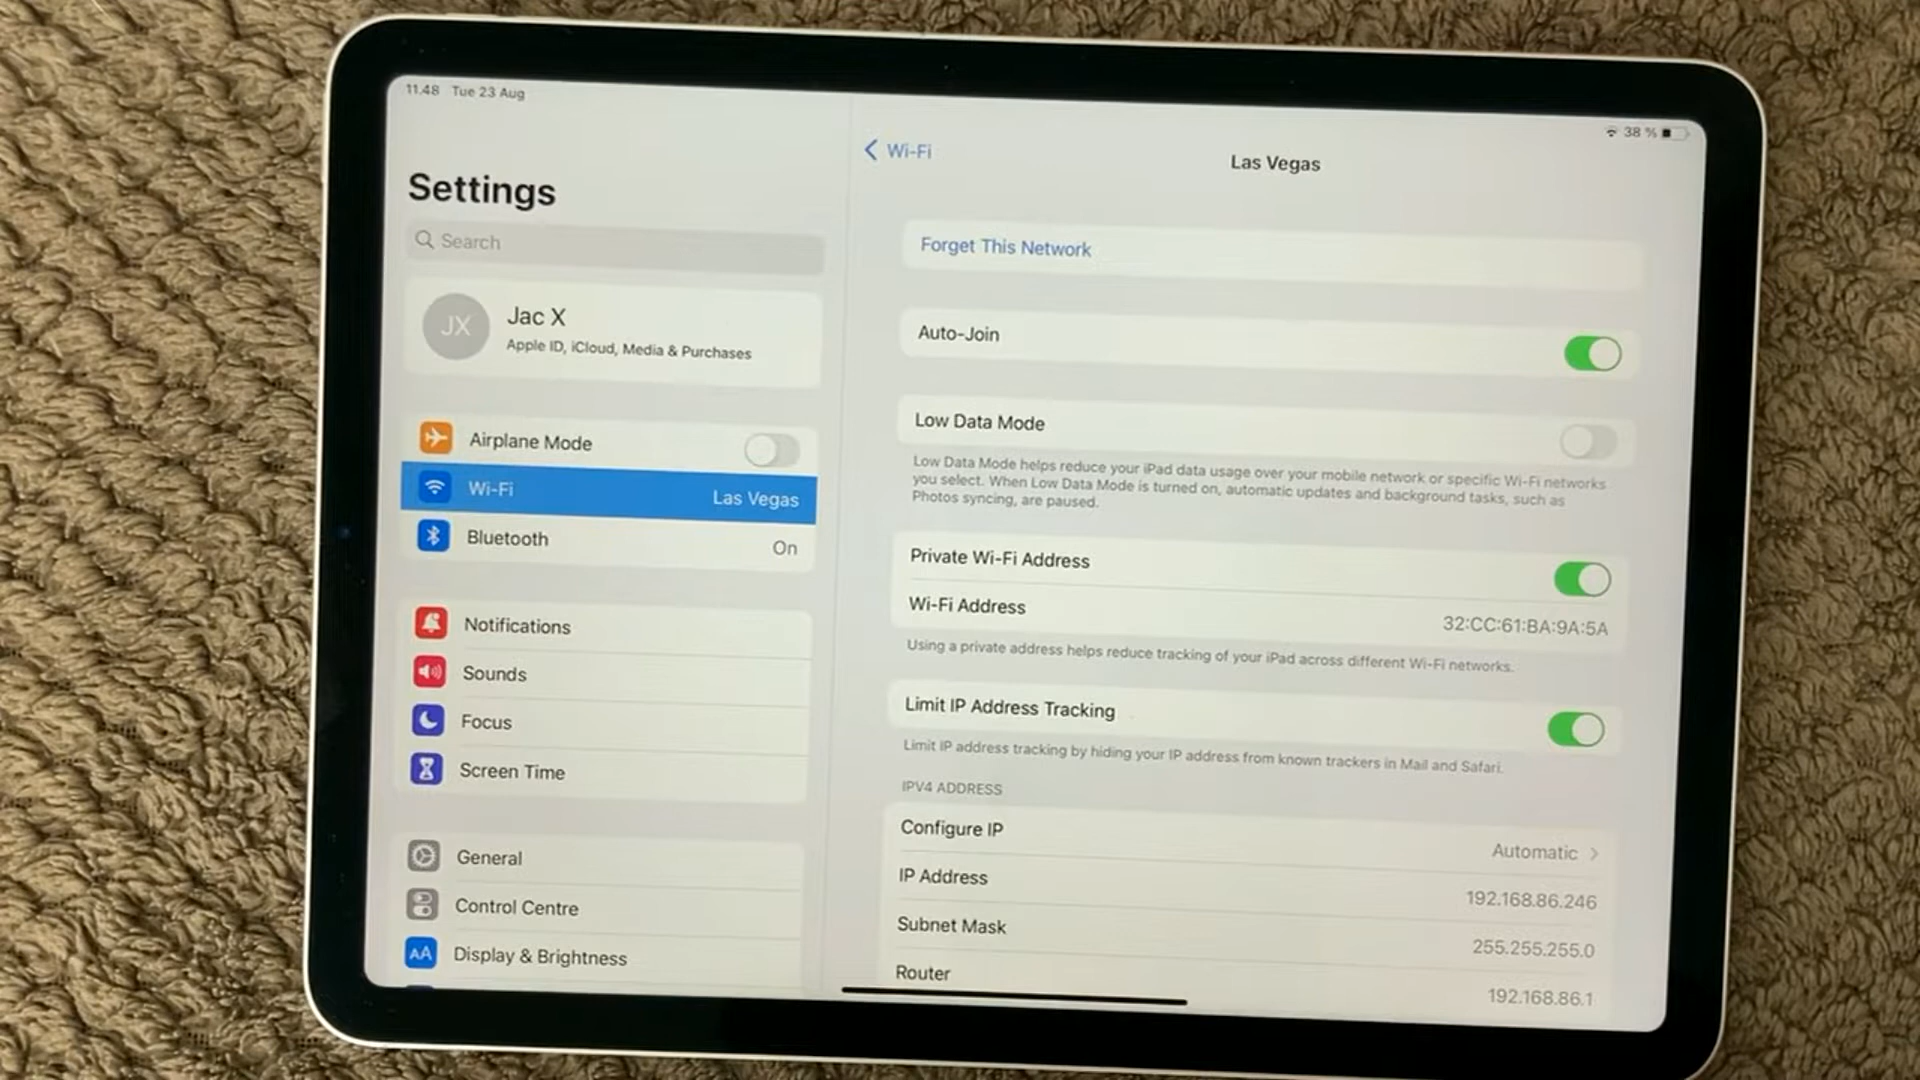 11.48 Tue 23 Aug
38 %
Settings
Search
JX
Jac X
Apple ID, iCloud, Media & Purchases
Airplane Mode
Wi-Fi Las Vegas
Bluetooth On
Notifications
Sounds
Focus
Screen Time
General
Control Centre
AA Display & Brightness
Wi-Fi
Las Vegas
Forget This Network
Auto-Join
Low Data Mode
Low Data Mode helps reduce your iPad data usage over your mobile network or specific Wi-Fi networks
you select. When Low Data Mode is turned on, automatic updates and background tasks, such as
Photos syncing, are paused.
Private Wi-Fi Address
Wi-Fi Address 32:CC:61:BA:9A:5A
Using a private address helps reduce tracking of your iPad across different Wi-Fi networks.
Limit IP Address Tracking
Limit IP address tracking by hiding your IP address from known trackers in Mail and Safari.
IPV4 ADDRESS
Configure IP Automatic
IP Address 192.168.86.246
Subnet Mask 255.255.255.0
Router 192.168.86.1